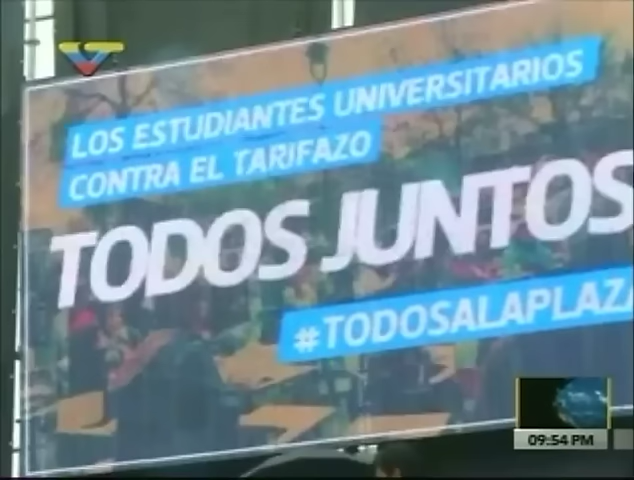 LOS ESTUDIANTES UNIVERSITARIOS
CONTRA EL TARIFAZO
TODOS JUNTOS
#TODOSALAPLAZA
09:54 PM